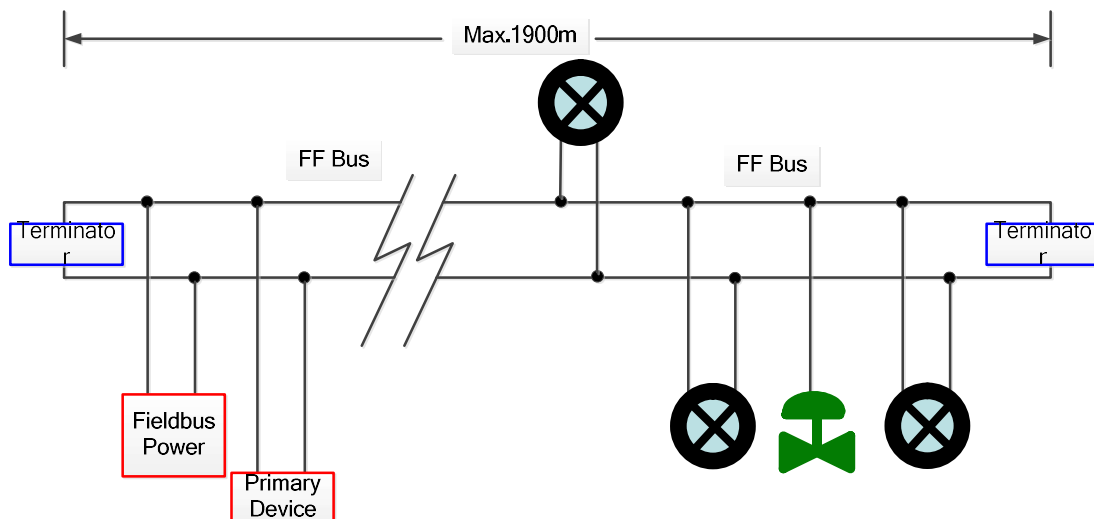 Max.1900m
FF Bus
FF Bus
Terminato
r
Terminato
r
Fieldbus
Power
Primary
Device